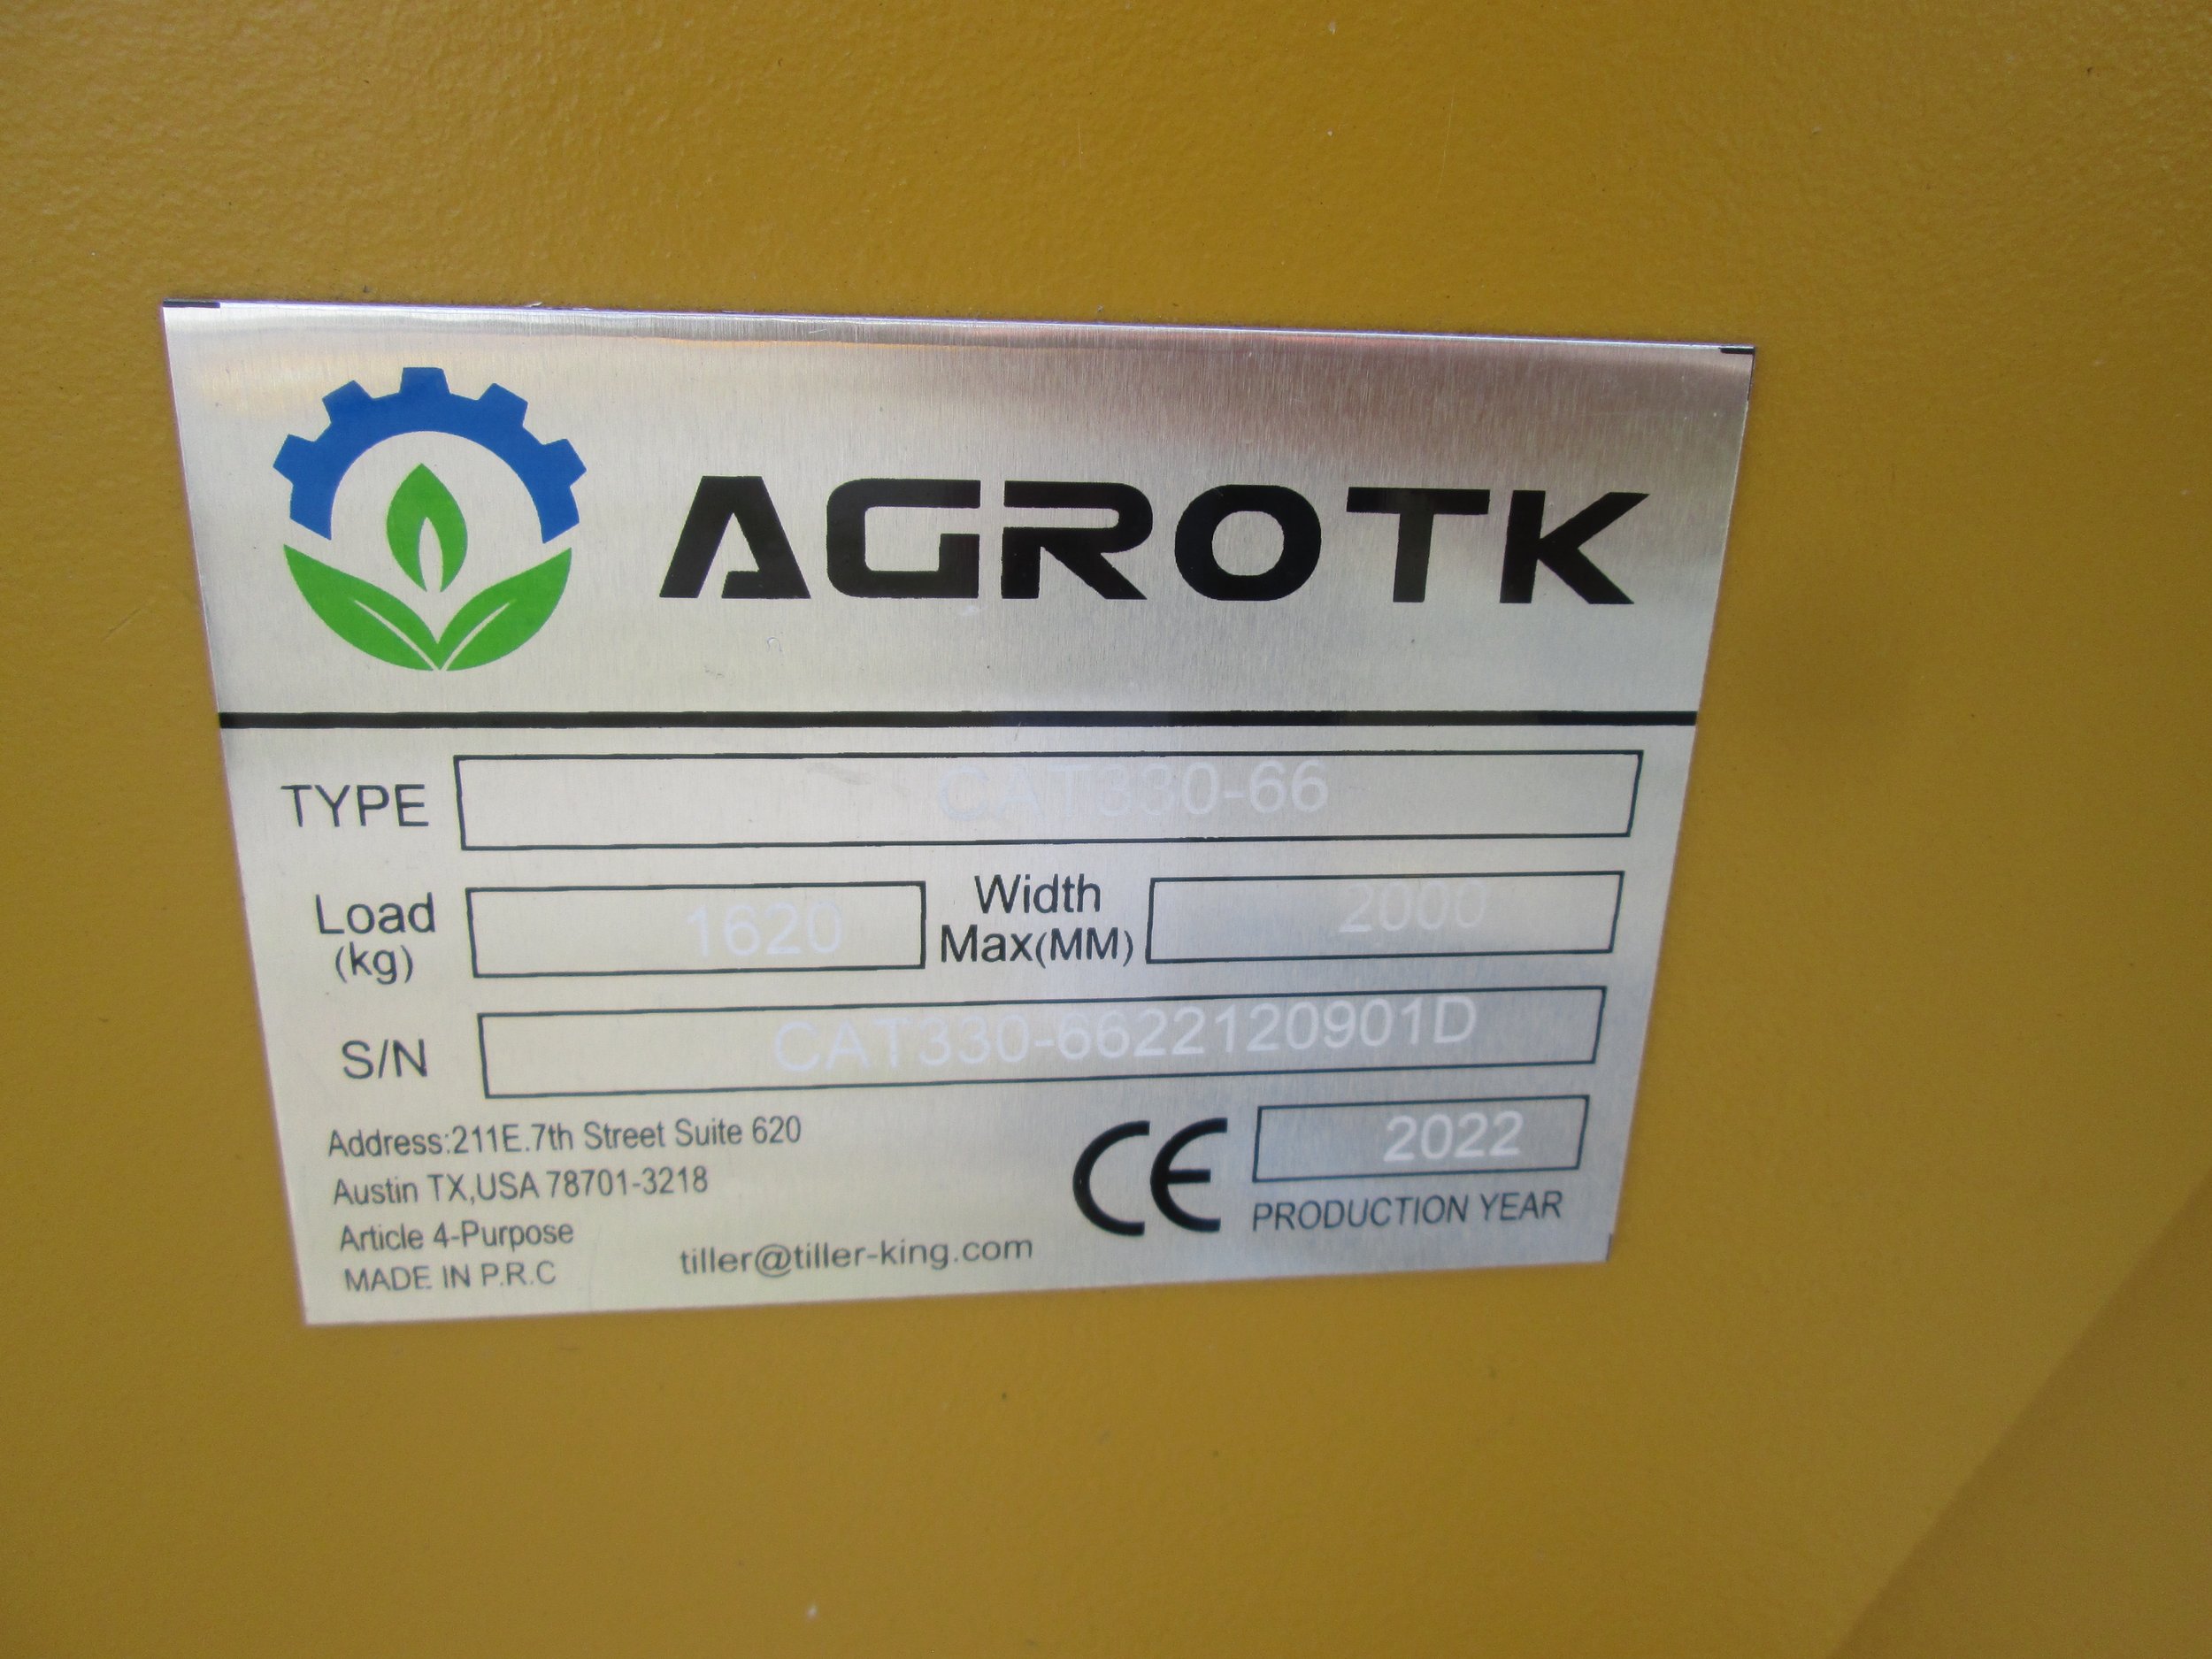 AGROTK
TYPE CAT330-66
Load (kg) 1620 Width Max(MM) 2000
S/N CAT330-6622120901D
Address:211E.7th Street Suite 620
Austin TX,USA 78701-3218
Article 4-Purpose
MADE IN P.R.C
tiller@tiller-king.com
CE 2022
PRODUCTION YEAR